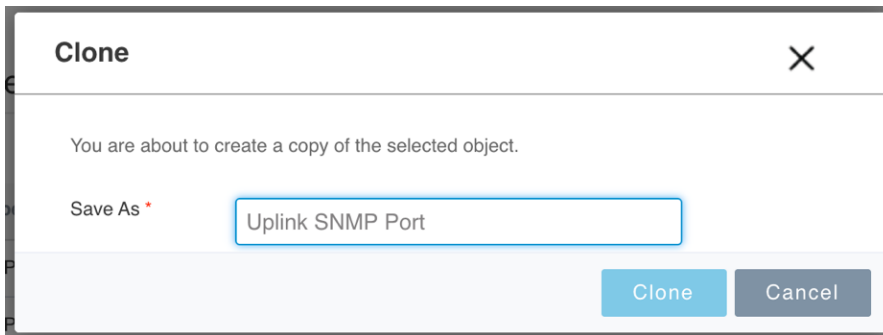 Clone
You are about to create a copy of the selected object.
Save As *
Uplink SNMP Port
Clone
Cancel